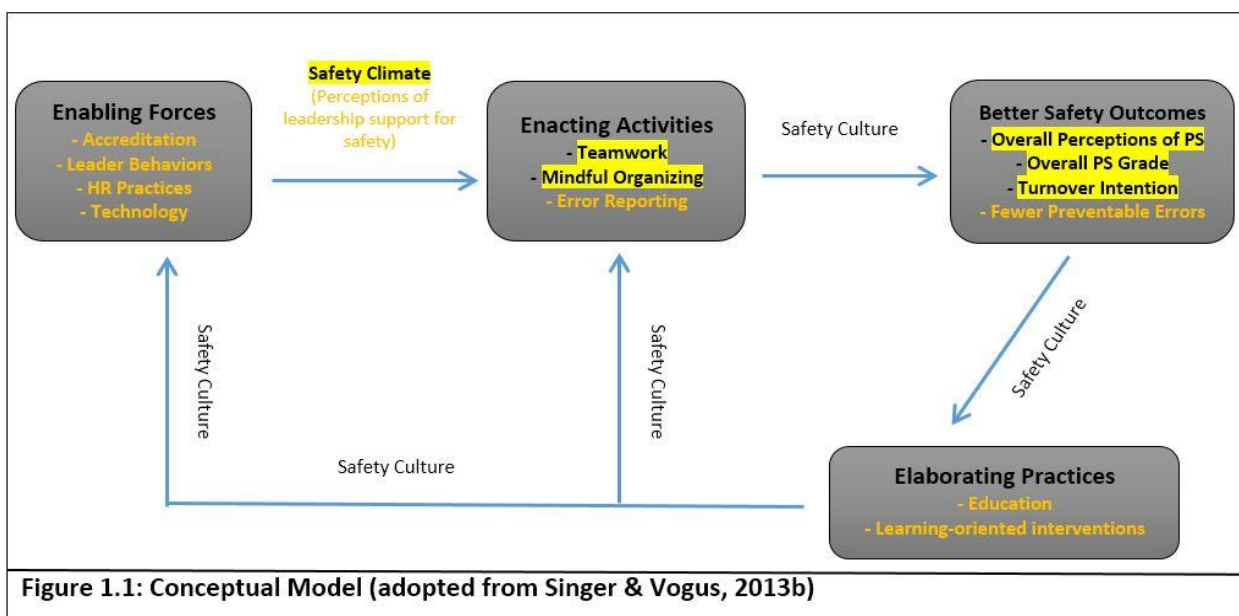 Safety Climate
(Perceptions of
leadership support for
safety)
Enabling Forces
- Accreditation
- Leader Behaviors
- HR Practices
- Technology
Enacting Activities
- Teamwork
- Mindful Organizing
- Error Reporting
Safety Culture
Better Safety Outcomes
- Overall Perceptions of PS
- Overall PS Grade
- Turnover Intention
- Fewer Preventable Errors
Safety Culture
Safety Culture
Safety Culture
Safety Culture
Elaborating Practices
- Education
- Learning-oriented interventions
Figure 1.1: Conceptual Model (adopted from Singer & Vogus, 2013b)